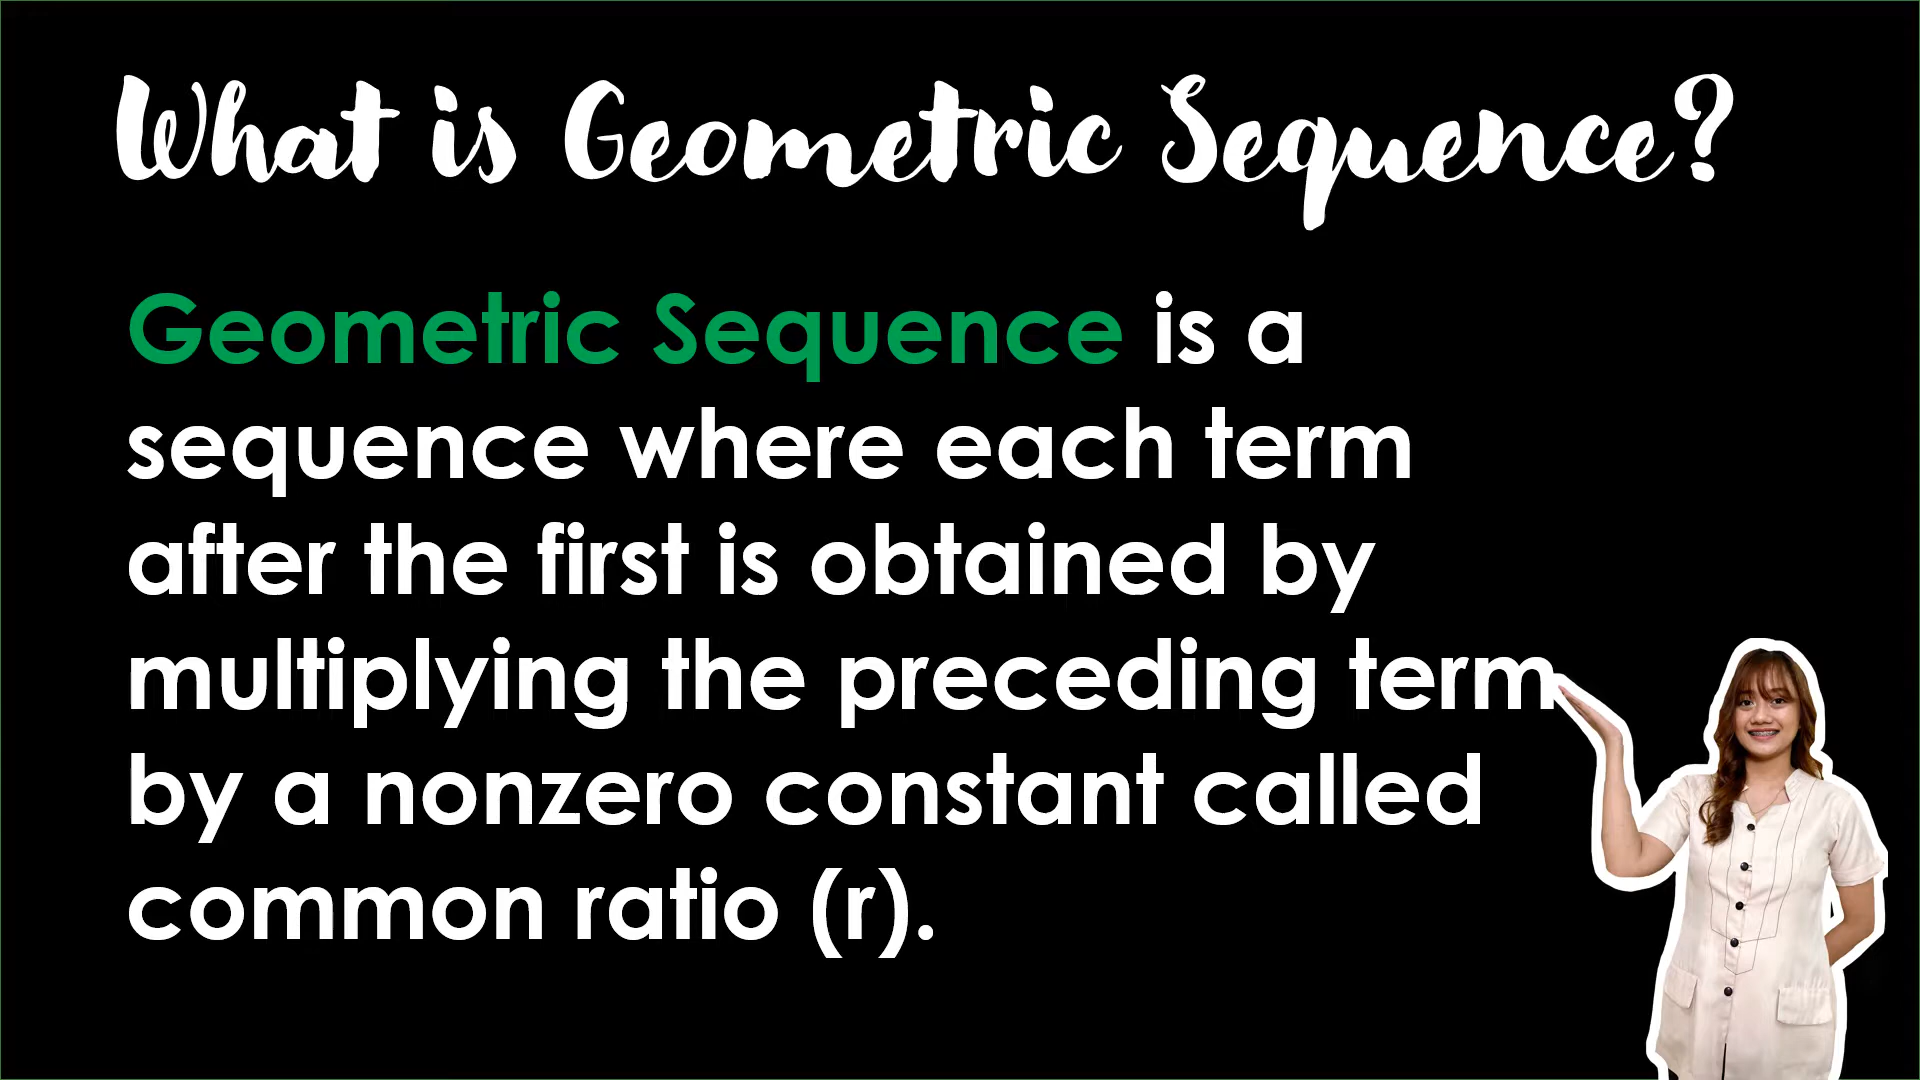 What is Geometric Sequence?
Geometric Sequence is a
sequence where each term
after the first is obtained by
multiplying the preceding term
by a nonzero constant called
common ratio (r).